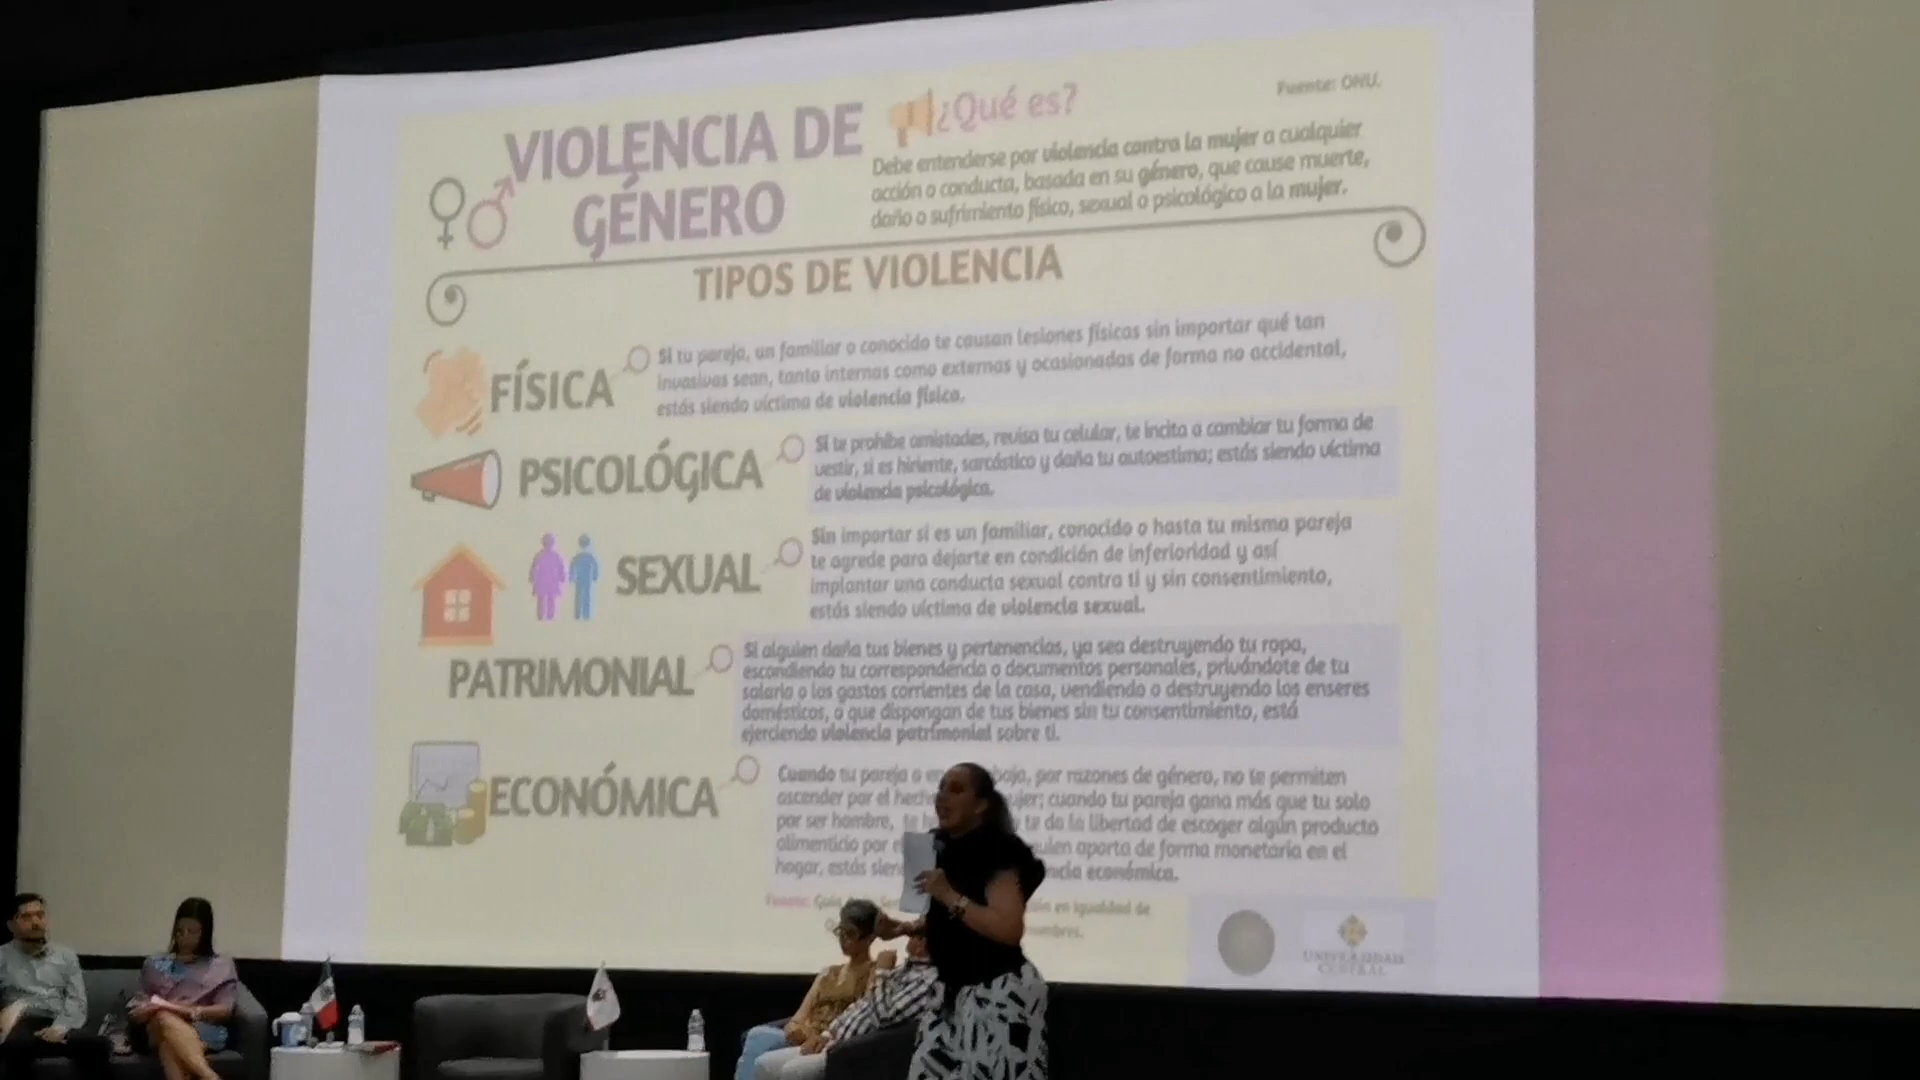 VIOLENCIA DE
GÉNERO
¿Qué es?
Fuente: ONU.
Debe entenderse por violencia contra la mujer a cualquier
acción o conducta, basada en su género, que cause muerte,
daño o sufrimiento físico, sexual o psicológico a la mujer.
TIPOS DE VIOLENCIA
FÍSICA
Si tu pareja, un familiar o conocido te causan lesiones físicas sin importar qué tan
invasivas sean, tanto internas como externas y ocasionadas de forma no accidental,
estás siendo víctima de violencia física.
PSICOLÓGICA
Si te prohíbe amistades, revisa tu celular, te incita a cambiar tu forma de
vestir, si es hiriente, sarcástico y daña tu autoestima; estás siendo víctima
de violencia psicológica.
SEXUAL
Sin importar si es un familiar, conocido o hasta tu misma pareja
te agrede para dejarte en condición de inferioridad y así
implantar una conducta sexual contra ti y sin consentimiento,
estás siendo víctima de violencia sexual.
PATRIMONIAL
Si alguien daña tus bienes y pertenencias, ya sea destruyendo tu ropa,
escondiendo tu correspondencia o documentos personales, privándote de tu
salario o los gastos corrientes de la casa, vendiendo o destruyendo los enseres
domésticos, o que dispongan de tus bienes sin tu consentimiento, está
ejerciendo violencia patrimonial sobre ti.
ECONÓMICA
Cuando tu pareja o por razones de género, no te permiten
ascender por el cuando tu pareja gana más que tu solo
por ser hombre, te da la libertad de escoger algún producto
alimenticio por aporta de forma monetaria en el
hogar, estás económica.
Fuente: en igualdad de
UNIVERSIDAD
CENTRAL